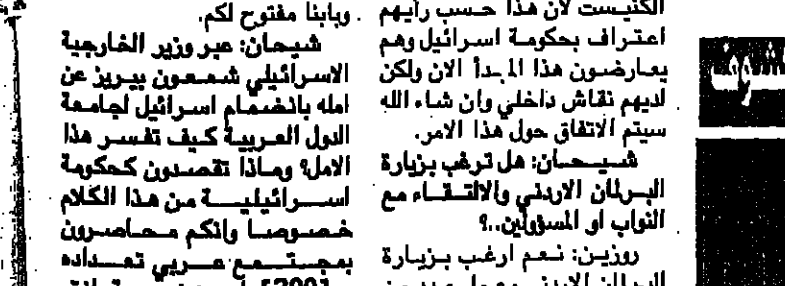 الكنيست لان هذا حسب رأيهم
اعتراف بحكومة اسرائيل وهم
يعارضون هذا المبدأ الان ولكن
لديهم نقاش داخلي وان شاء الله
سيتم الاتفاق حول هذا الامر.
شيحان: هل ترغب بزيارة
البرلمان الاردني والالتقاء مع
النواب او المسؤولين..؟
روزين: نعم ارغب بزيارة
البرلمان الاردني
وبابنا مفتوح لكم.
شيحان: عبر وزير الخارجية
الاسرائيلي شمعون بيريز عن
امله بانضمام اسرائيل لجامعة
الدول العربية كيف تفسر هذا
الامل؟ وماذا تقصدون كحكومة
اسرائيلية من هذا الكلام
خصوصا وانكم محاصرون
بمجتمع عربي تعداده